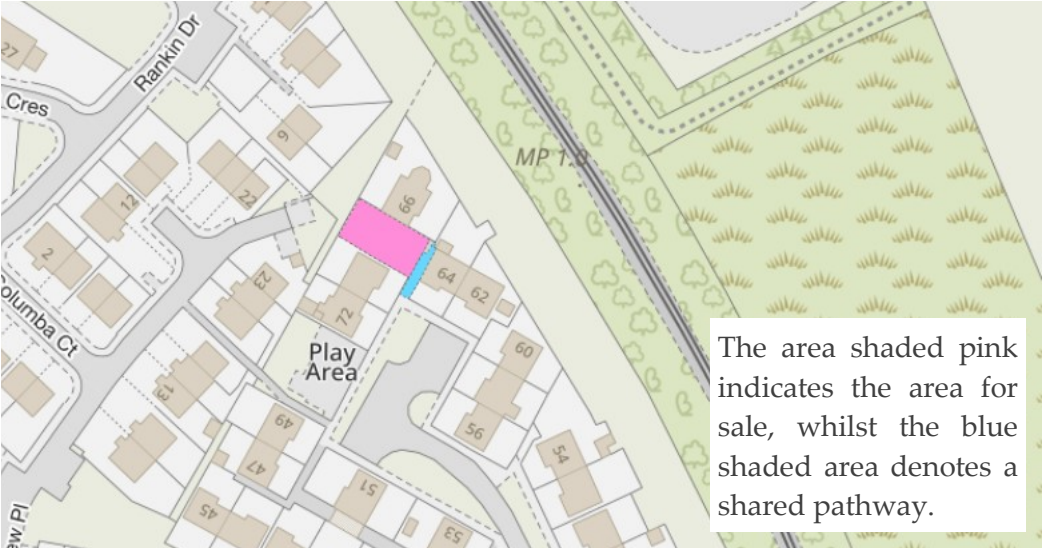 Rankin Dr
27
Cres
9
MP 1.0
66
22
12
2
64
62
23
72
Columba Ct
Play
Area
60
13
56
49
47
54
51
45
53
ew Pl
The area shaded pink
indicates the area for
sale, whilst the blue
shaded area denotes a
shared pathway.